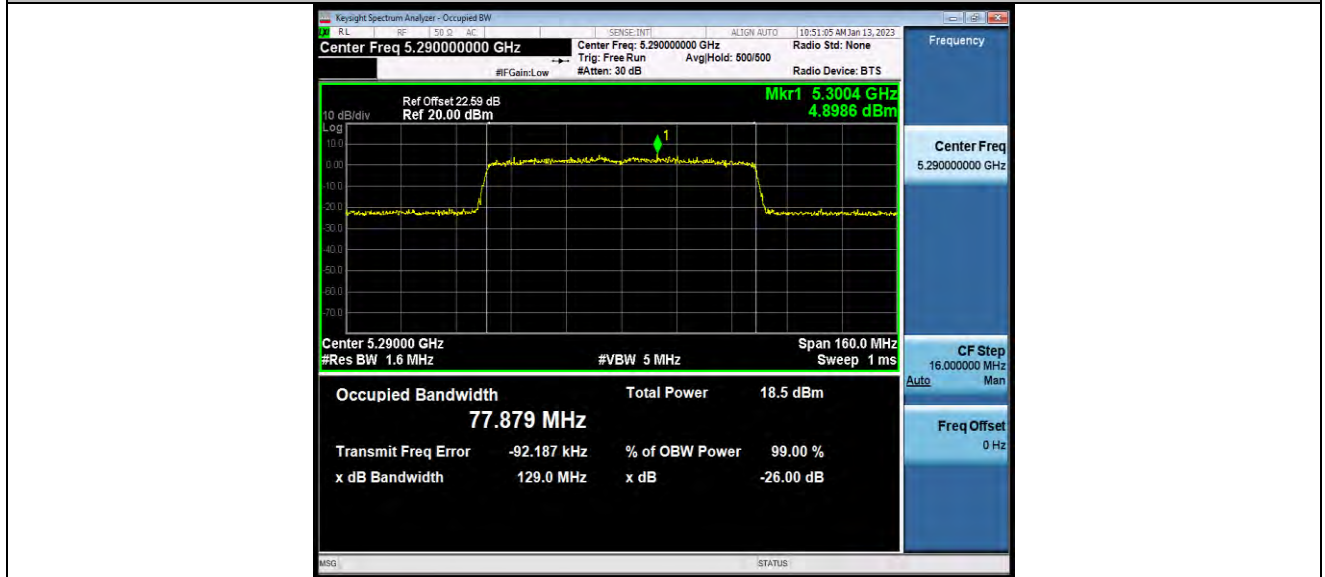 Keysight Spectrum Analyzer - Occupied BW
RL RF 50 Ω AC SENSE:INT ALIGN AUTO 10:51:05 AM Jan 13, 2023
Center Freq 5.290000000 GHz
Center Freq: 5.290000000 GHz
Radio Std: None
Trig: Free Run
Avg|Hold: 500/500
#IFGain:Low
#Atten: 30 dB
Radio Device: BTS
Frequency
Mkr1 5.3004 GHz
4.8986 dBm
Ref Offset 22.59 dB
10 dB/div
Ref 20.00 dBm
Log
1
10.0
0.00
-10.0
-20.0
-30.0
-40.0
-50.0
-60.0
-70.0
Center 5.29000 GHz
Span 160.0 MHz
#Res BW 1.6 MHz
#VBW 5 MHz
Sweep 1 ms
Center Freq
5.290000000 GHz
CF Step
16.000000 MHz
Auto Man
Freq Offset
0 Hz
Occupied Bandwidth
Total Power 18.5 dBm
77.879 MHz
Transmit Freq Error -92.187 kHz
% of OBW Power 99.00 %
x dB Bandwidth 129.0 MHz
x dB -26.00 dB
MSG
STATUS